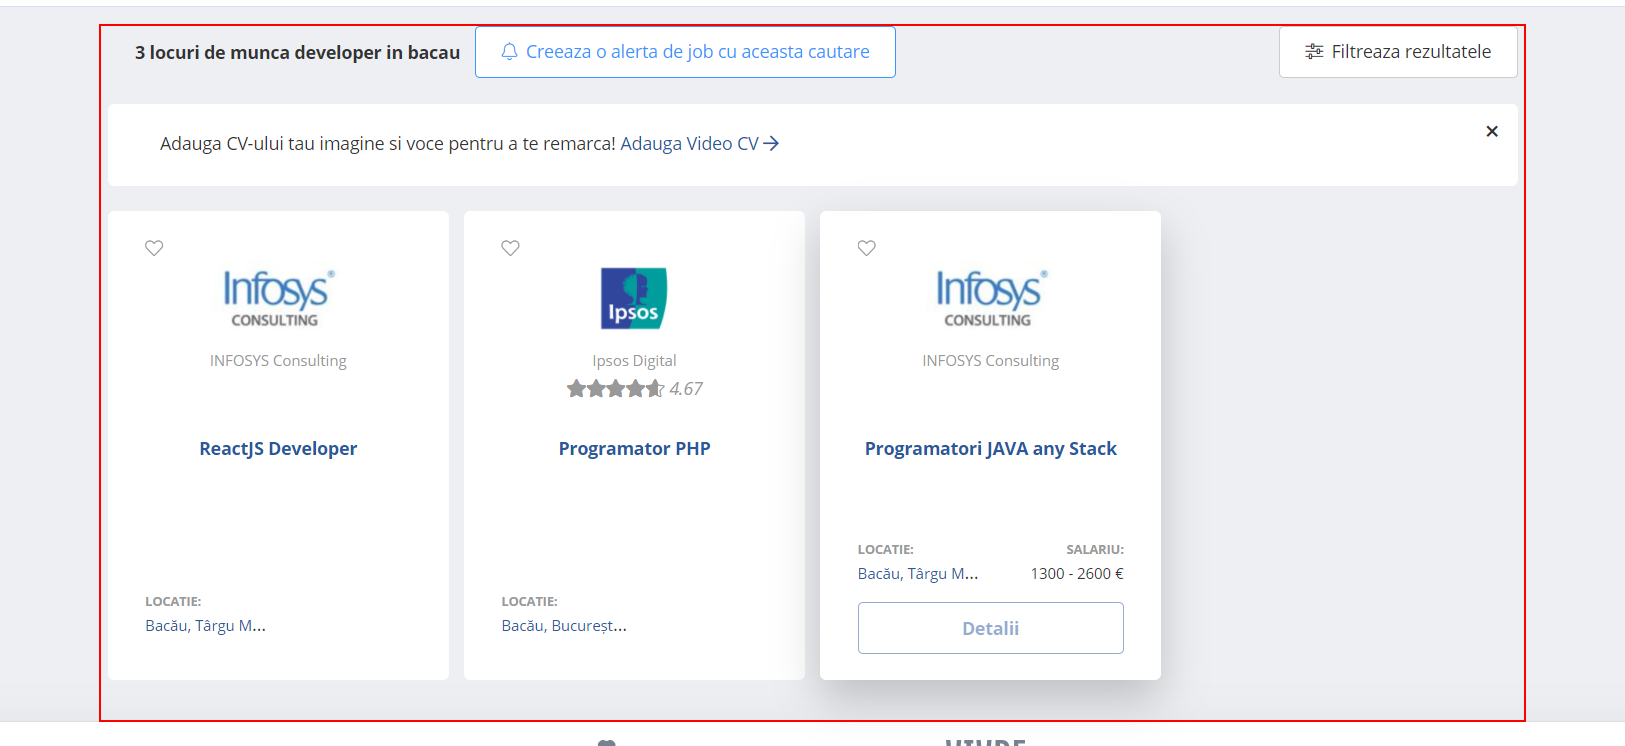 3 locuri de munca developer in bacau
Creeaza o alerta de job cu aceasta cautare
Filtreaza rezultatele
Adauga CV-ului tau imagine si voce pentru a te remarca! Adauga Video CV
Infosys®
CONSULTING
INFOSYS Consulting
ReactJS Developer
LOCATIE:
Bacău, Târgu M...
Ipsos
Ipsos Digital
4.67
Programator PHP
LOCATIE:
Bacău, Bucureșt...
Infosys®
CONSULTING
INFOSYS Consulting
Programatori JAVA any Stack
LOCATIE: SALARIU:
Bacău, Târgu M... 1300 - 2600 €
Detalii